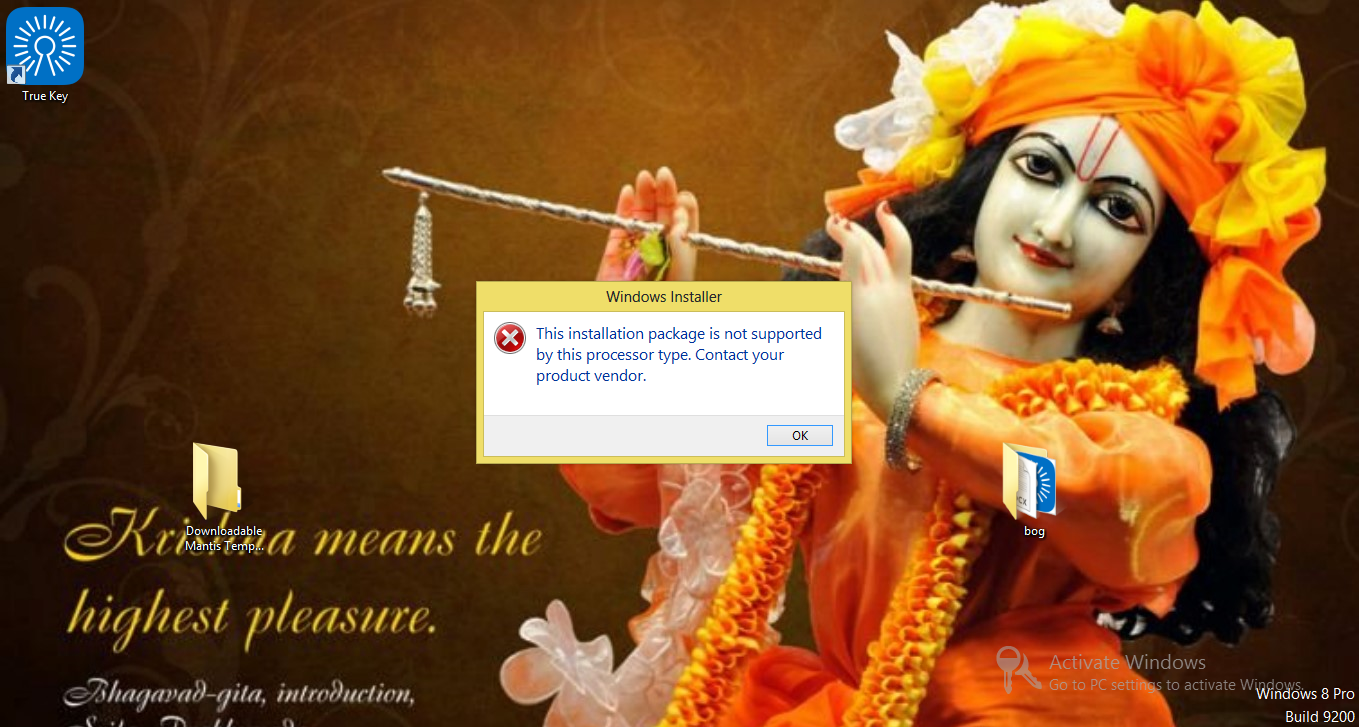 True Key
Windows Installer
This installation package is not supported
by this processor type. Contact your
product vendor.
OK
Downloadable
Mantis Temp...
CX
bog
Krishna means the
highest pleasure.
Bhagavad-gita, introduction,
Activate Windows
Go to PC settings to activate Windows.
Windows 8 Pro
Build 9200